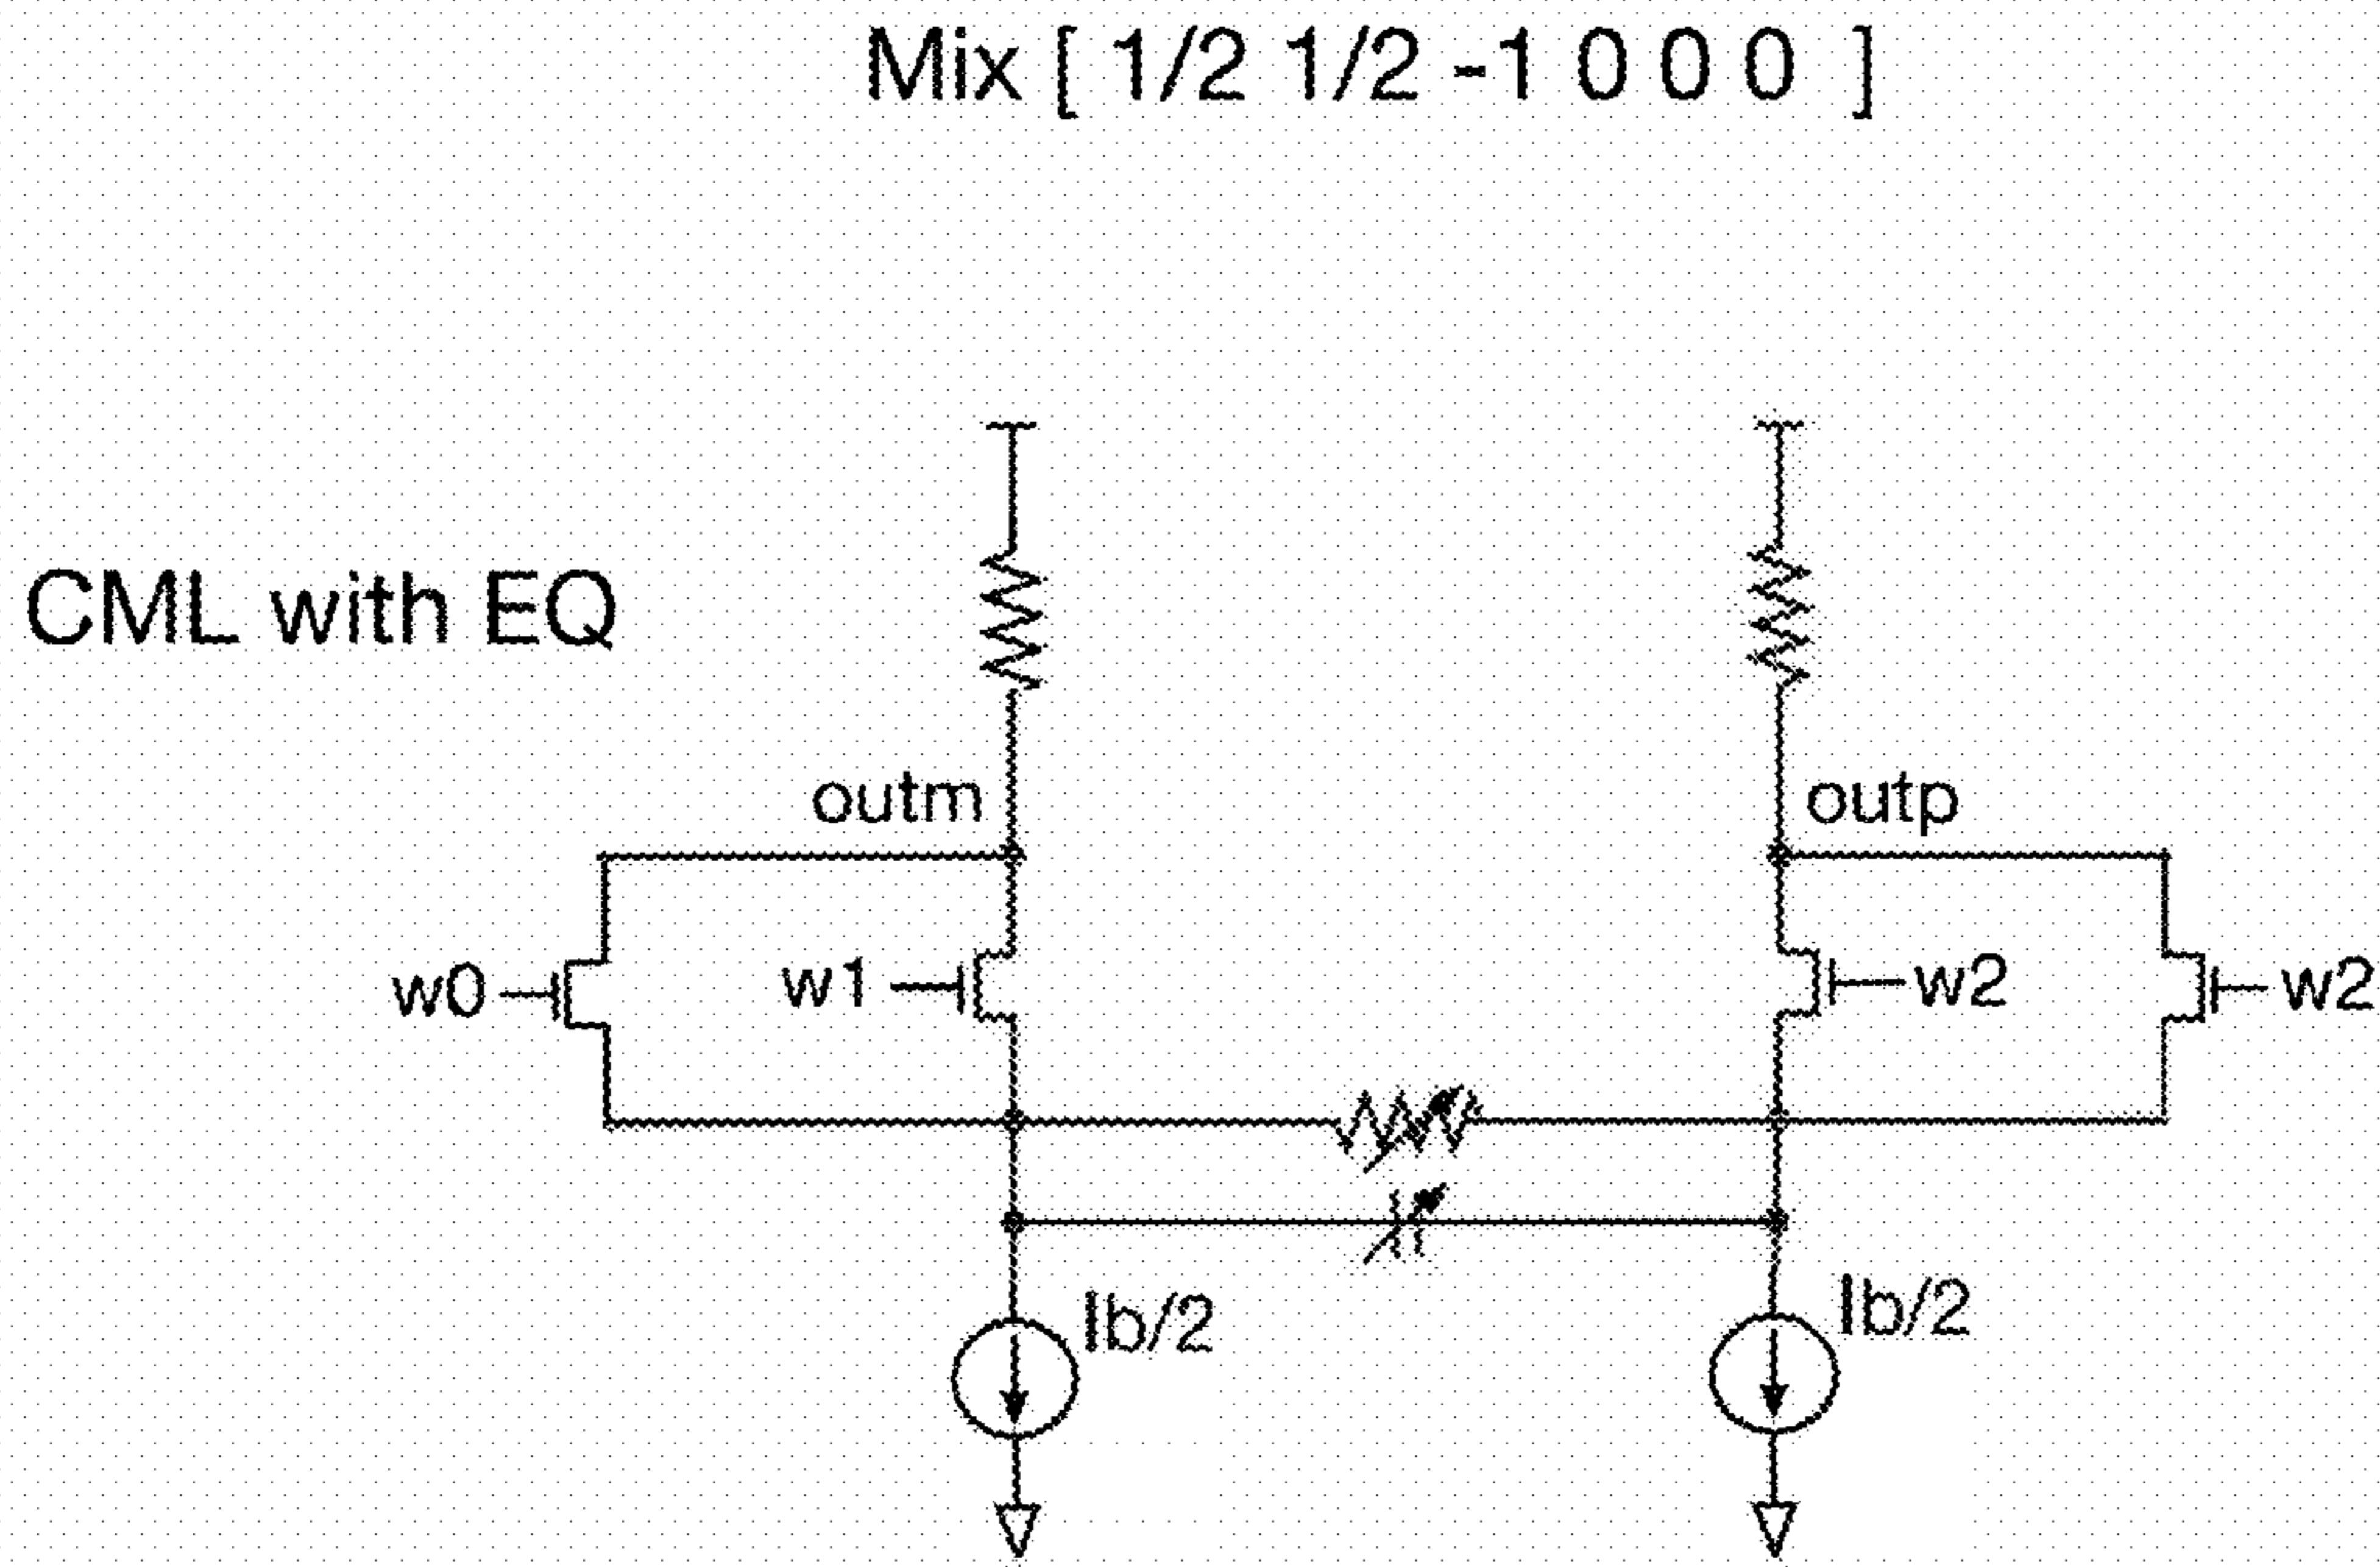 Mix [ 1/2 1/2 -1 0 0 0 ]
CML with EQ
outm
outp
w0
w1
w2
w2
Ib/2
Ib/2